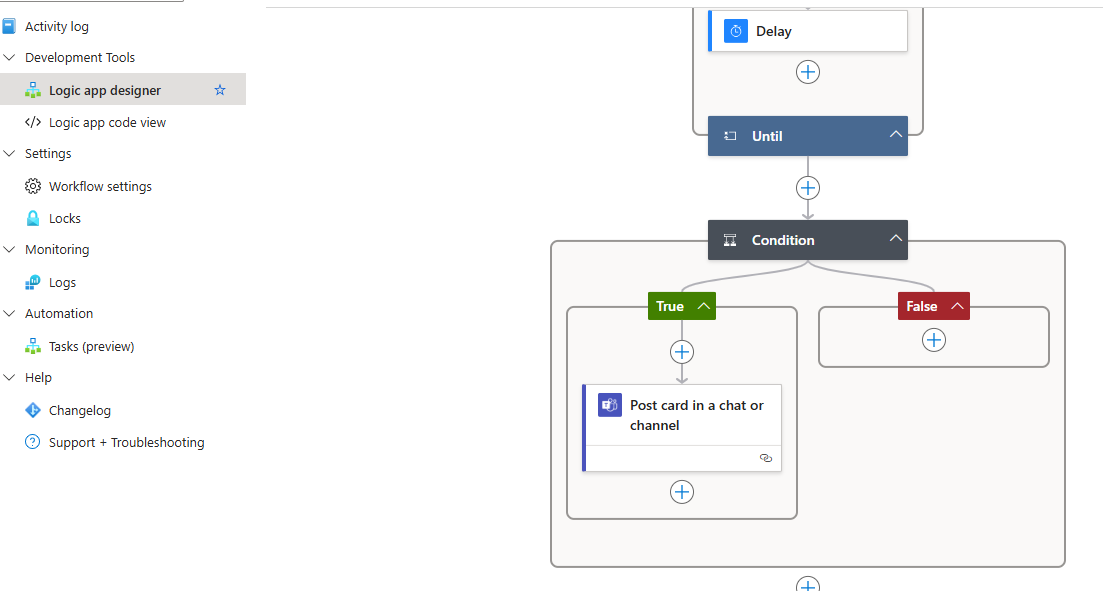 Activity log
Development Tools
Logic app designer
Logic app code view
Settings
Workflow settings
Locks
Monitoring
Logs
Automation
Tasks (preview)
Help
Changelog
Support + Troubleshooting
Delay
Until
Condition
True
False
Post card in a chat or
channel